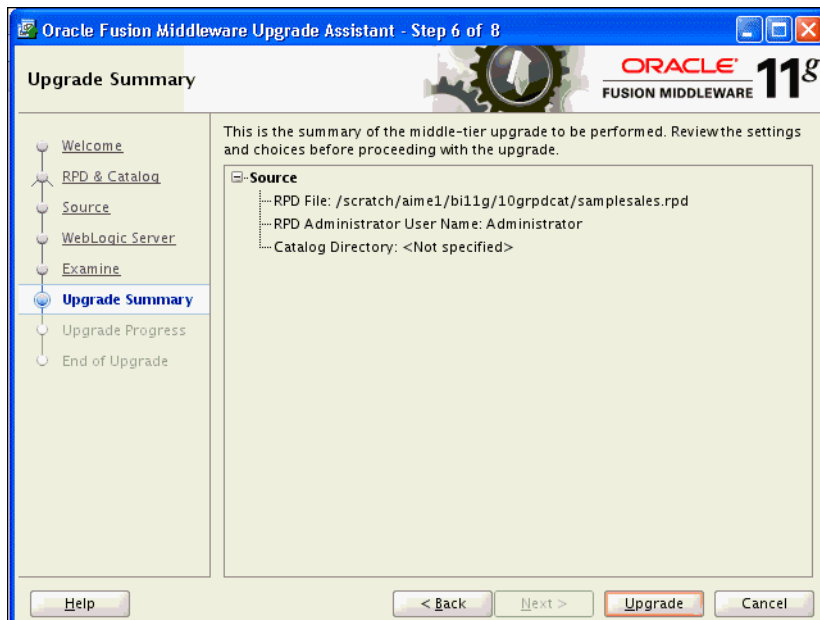 Oracle Fusion Middleware Upgrade Assistant - Step 6 of 8
Upgrade Summary
ORACLE
FUSION MIDDLEWARE
11g
Welcome
RPD & Catalog
Source
WebLogic Server
Examine
Upgrade Summary
Upgrade Progress
End of Upgrade
This is the summary of the middle-tier upgrade to be performed. Review the settings
and choices before proceeding with the upgrade.
Source
RPD File: /scratch/aime1/bi11g/10grpdcat/samplesales.rpd
RPD Administrator User Name: Administrator
Catalog Directory: <Not specified>
Help
< Back
Next >
Upgrade
Cancel